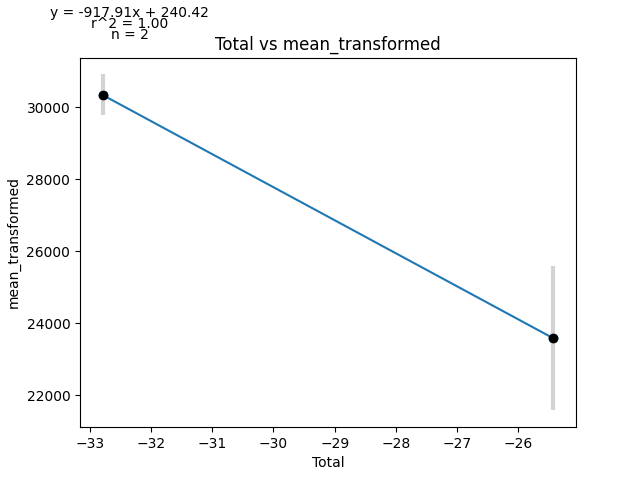 y = -917.91x + 240.42
r^2 = 1.00
n = 2
Total vs mean_transformed
mean_transformed
30000
28000
26000
24000
22000
−33
−32
−31
−30
−29
−28
−27
−26
Total